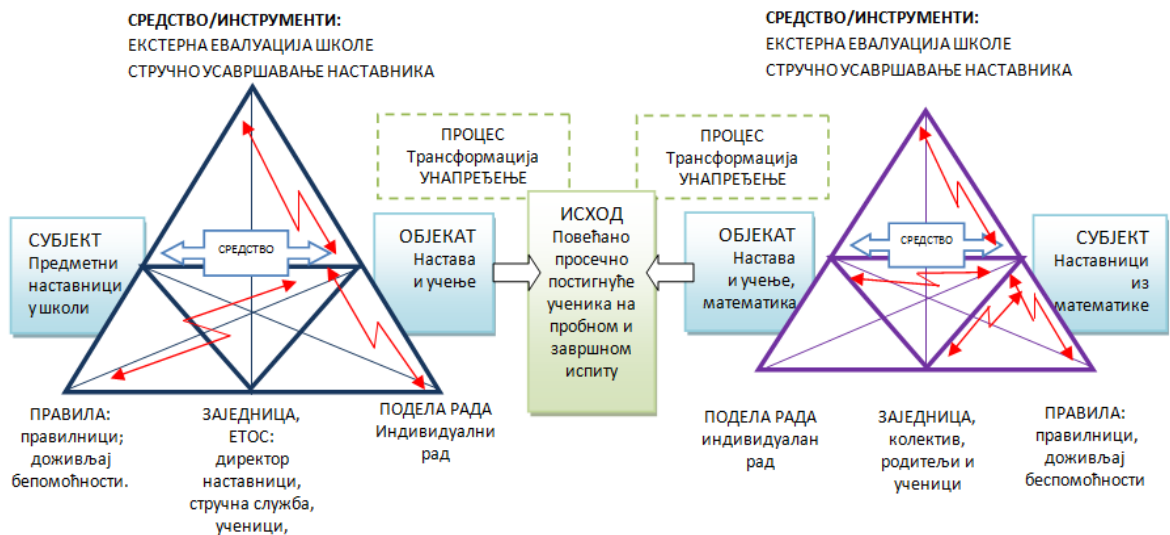 СРЕДСТВО/ИНСТРУМЕНТИ:
ЕКСТЕРНА ЕВАЛУАЦИЈА ШКОЛЕ
СТРУЧНО УСАВРШАВАЊЕ НАСТАВНИКА
СРЕДСТВО/ИНСТРУМЕНТИ:
ЕКСТЕРНА ЕВАЛУАЦИЈА ШКОЛЕ
СТРУЧНО УСАВРШАВАЊЕ НАСТАВНИКА
ПРОЦЕС
Трансформација
УНАПРЕЂЕЊЕ
ПРОЦЕС
Трансформација
УНАПРЕЂЕЊЕ
СУБЈЕКТ
Предметни
наставници
у школи
СРЕДСТВО
ОБЈЕКАТ
Настава
и учење
ИСХОД
Повећано
просечно
постигнуће
ученика на
пробном и
завршном
испиту
ОБЈЕКАТ
Настава
и учење,
математика
СРЕДСТВО
СУБЈЕКТ
Наставници
из
математике
ПРАВИЛА:
правилници;
доживљај
бепомоћности.
ЗАЈЕДНИЦА,
ЕТОС:
директор
наставници,
стручна служба,
ученици,
ПОДЕЛА РАДА
Индивидуални
рад
ПОДЕЛА РАДА
индивидуалан
рад
ЗАЈЕДНИЦА,
колектив,
родитељи и
ученици
ПРАВИЛА:
правилници,
доживљај
беспомоћности